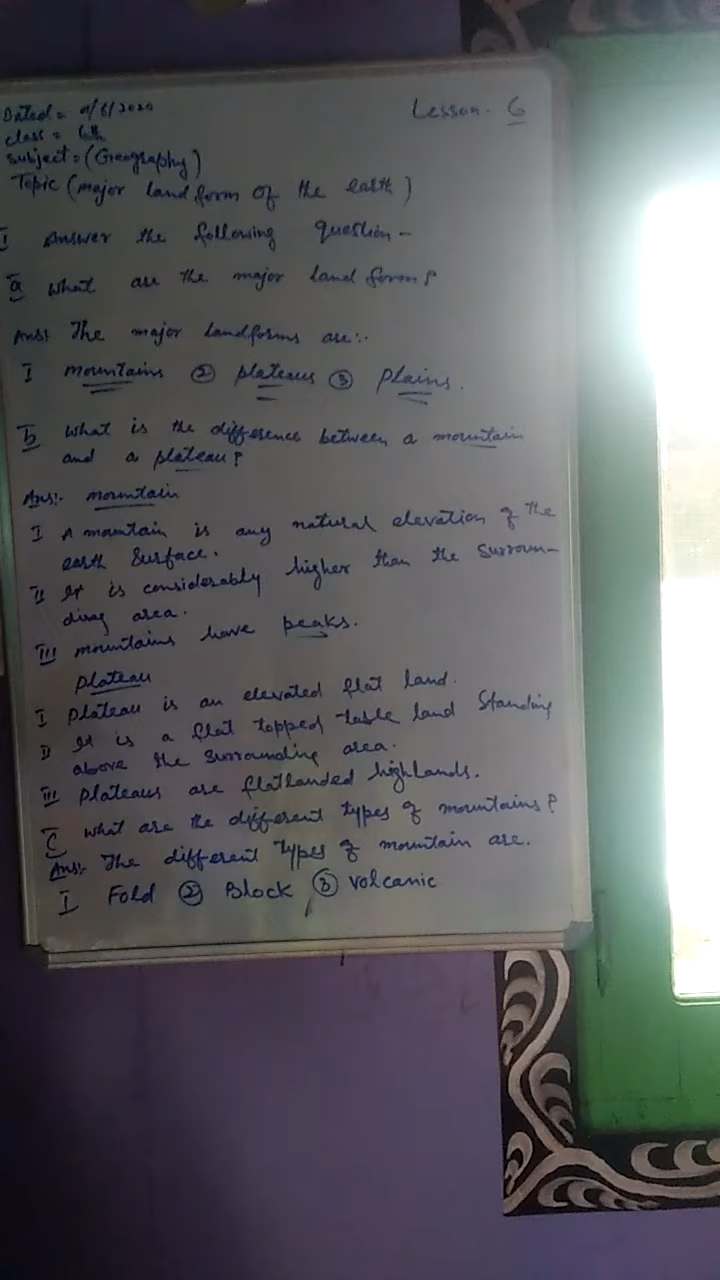 Dated = 9/6/2020
Lesson - 6
class = 6th
Subject = (Geography)
Topic (major land form of the earth)
I Answer the following question -
a What are the major land form?
Ans: The major landforms are:-
I mountains ② plateaus ③ Plains.
b What is the difference between a mountain
and a plateau?
Ans:- mountain
I A mountain is any natural elevation of the
earth Surface.
II It is considerably higher than the surroun-
ding area.
III mountains have peaks.
plateau
I plateau is an elevated flat land.
II It is a flat topped table land Standing
above the surrounding area.
III plateaus are flatlanded highlands.
C what are the different types of mountains?
Ans:- The different types of mountain are.
I Fold ② Block ③ volcanic